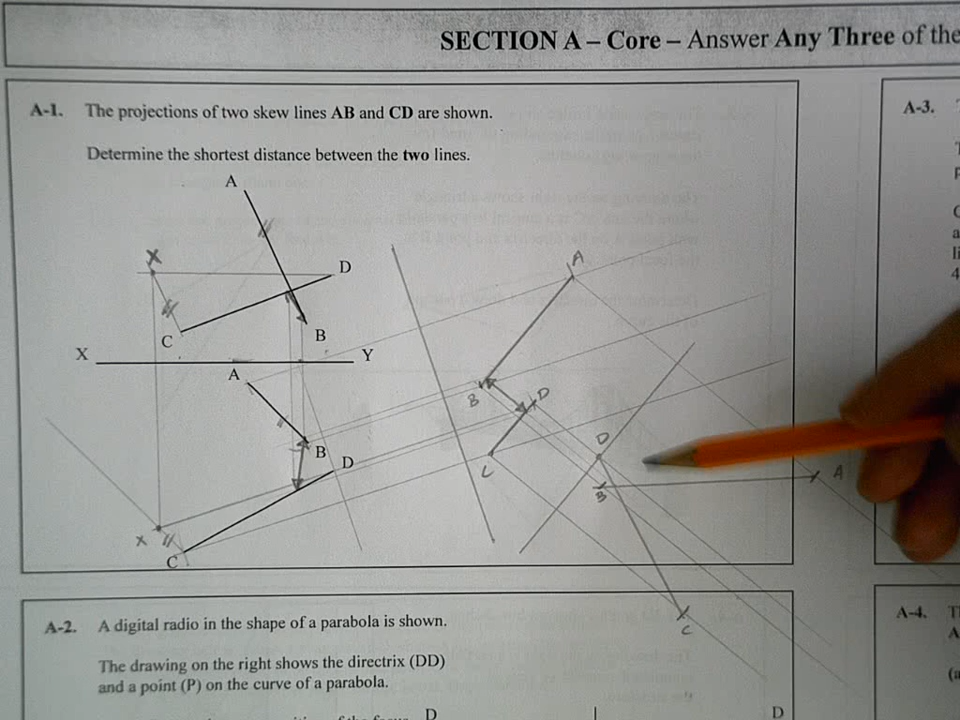 SECTION A – Core – Answer Any Three of the
A-1. The projections of two skew lines AB and CD are shown.
Determine the shortest distance between the two lines.
A
X
D
C
B
X
Y
A
B
D
X
C
A
B
D
C
D
B
A
C
A-2. A digital radio in the shape of a parabola is shown.
The drawing on the right shows the directrix (DD)
and a point (P) on the curve of a parabola.
D
D
A-3.
A-4.